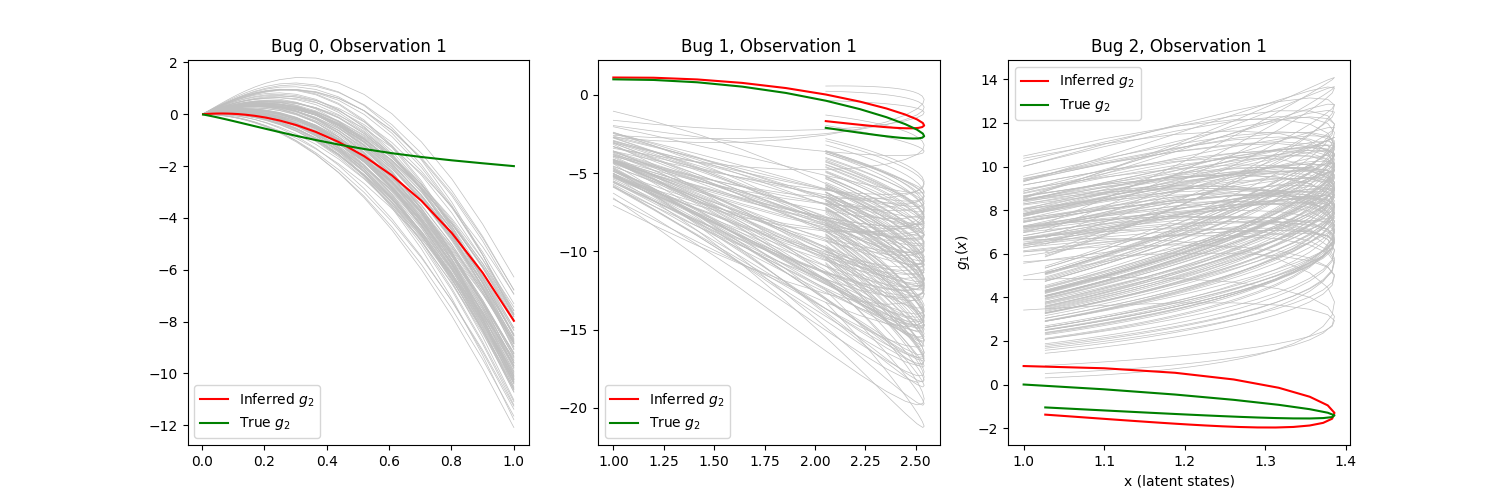 Bug 0, Observation 1
2
0
−2
−4
−6
−8
−10
−12
0.0 0.2 0.4 0.6 0.8 1.0
Inferred g₂
True g₂
Bug 1, Observation 1
0
−5
−10
−15
−20
1.00 1.25 1.50 1.75 2.00 2.25 2.50
Inferred g₂
True g₂
Bug 2, Observation 1
g₁(x)
14
12
10
8
6
4
2
0
−2
1.0 1.1 1.2 1.3 1.4
x (latent states)
Inferred g₂
True g₂